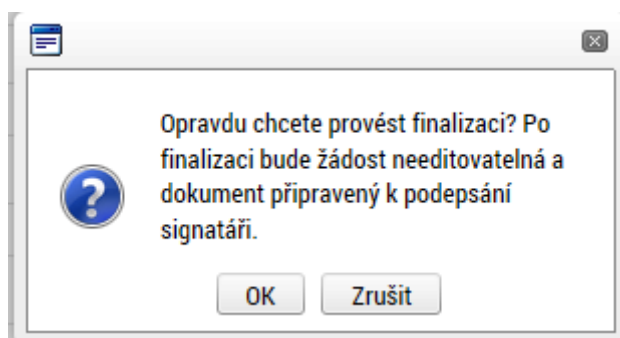 Opravdu chcete provést finalizaci? Po
finalizaci bude žádost needitovatelná a
dokument připravený k podepsání
signatáři.
OK
Zrušit